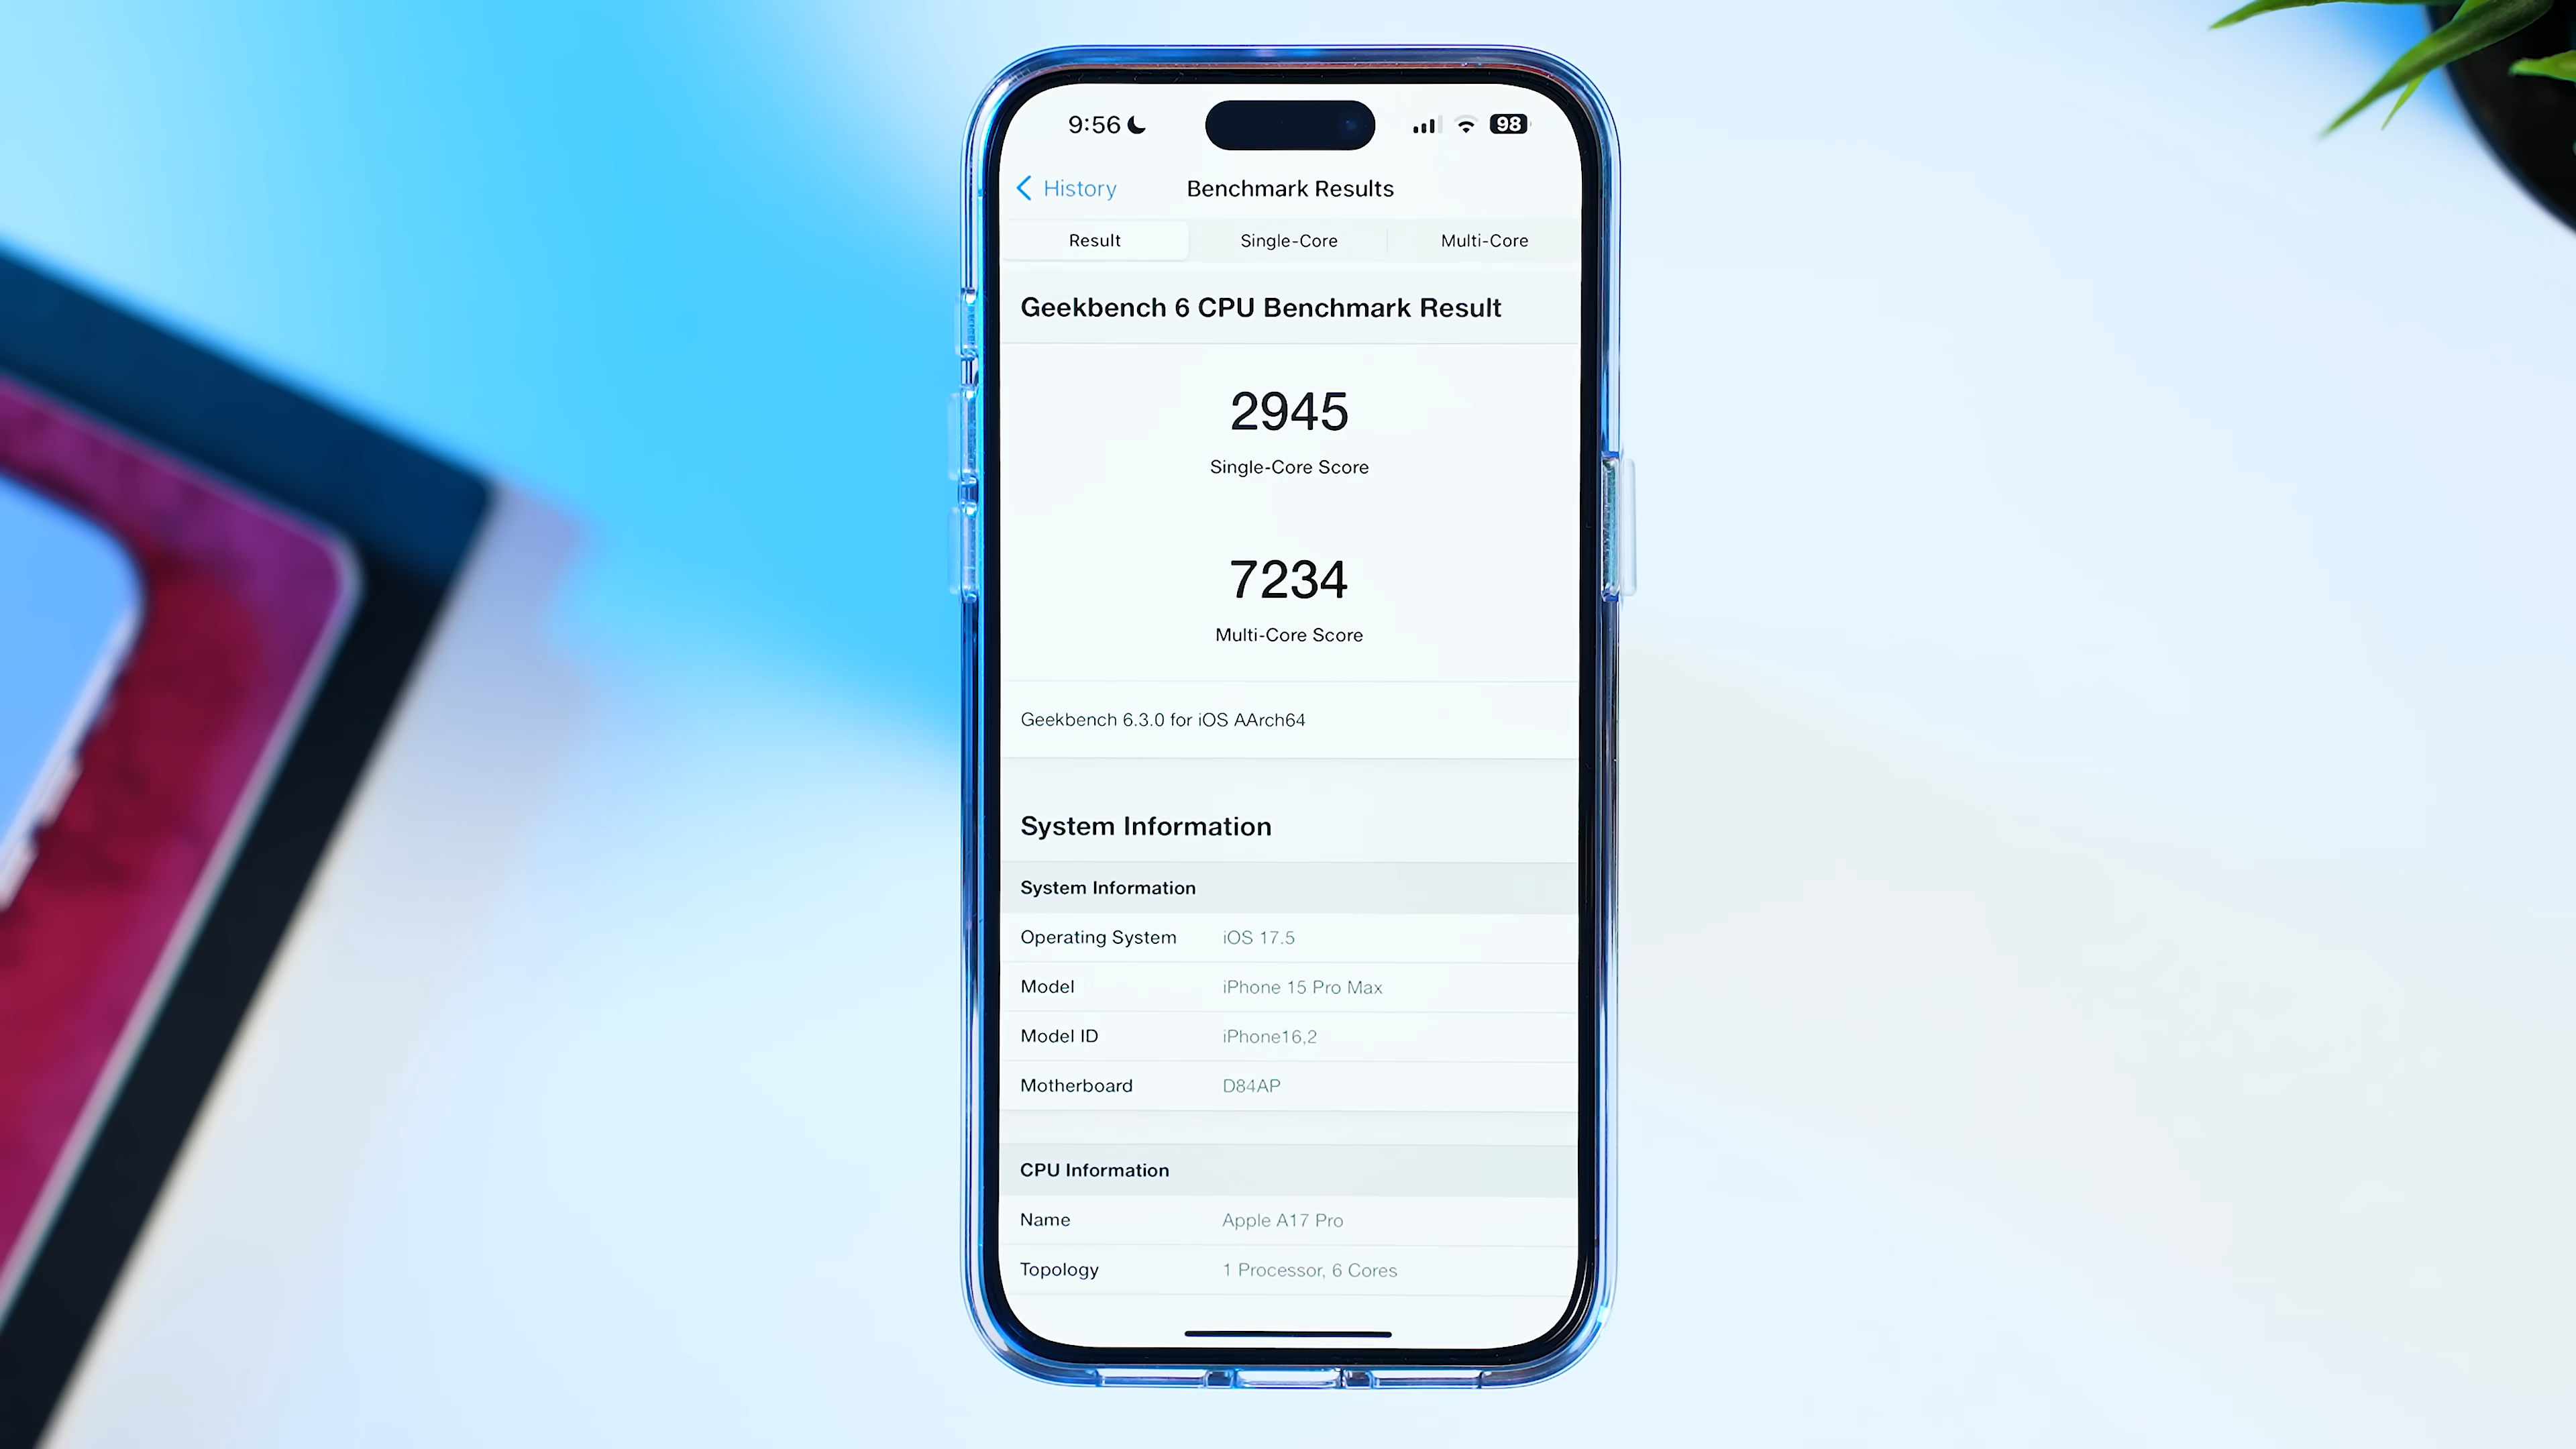 9:56 98
History Benchmark Results
Result Single-Core Multi-Core
Geekbench 6 CPU Benchmark Result
2945
Single-Core Score
7234
Multi-Core Score
Geekbench 6.3.0 for iOS AArch64
System Information
System Information
Operating System iOS 17.5
Model iPhone 15 Pro Max
Model ID iPhone16,2
Motherboard D84AP
CPU Information
Name Apple A17 Pro
Topology 1 Processor, 6 Cores